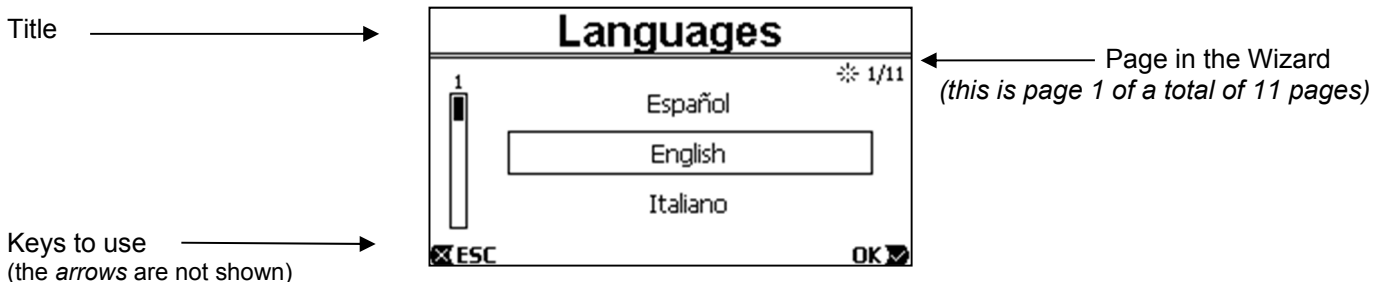 Title
Languages
Page in the Wizard
(this is page 1 of a total of 11 pages)
1
1/11
Español
English
Italiano
Keys to use
(the arrows are not shown)
ESC
OK